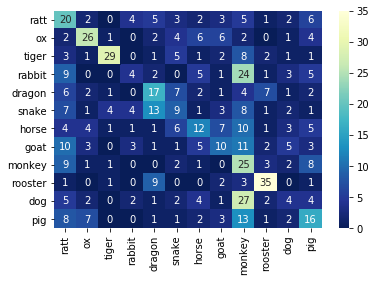 ratt 20 2 0 4 5 3 2 3 5 1 2 6
ox 2 26 1 0 2 4 6 6 2 0 1 4
tiger 3 1 29 0 1 5 1 2 8 2 1 1
rabbit 9 0 0 4 2 0 5 1 24 1 3 5
dragon 6 2 1 0 17 7 2 1 4 7 1 2
snake 7 1 4 4 13 9 1 3 8 1 2 1
horse 4 4 1 1 1 6 12 7 10 1 3 5
goat 10 3 0 3 1 1 5 10 11 2 5 3
monkey 9 1 1 0 0 2 0 2 25 3 2 8
rooster 1 0 1 0 9 0 0 2 3 35 0 1
dog 5 2 0 2 1 2 4 1 27 2 4 4
pig 8 7 0 0 1 1 2 3 13 1 2 16
ratt ox tiger rabbit dragon snake horse goat monkey rooster dog pig
35
30
25
20
15
10
5
0